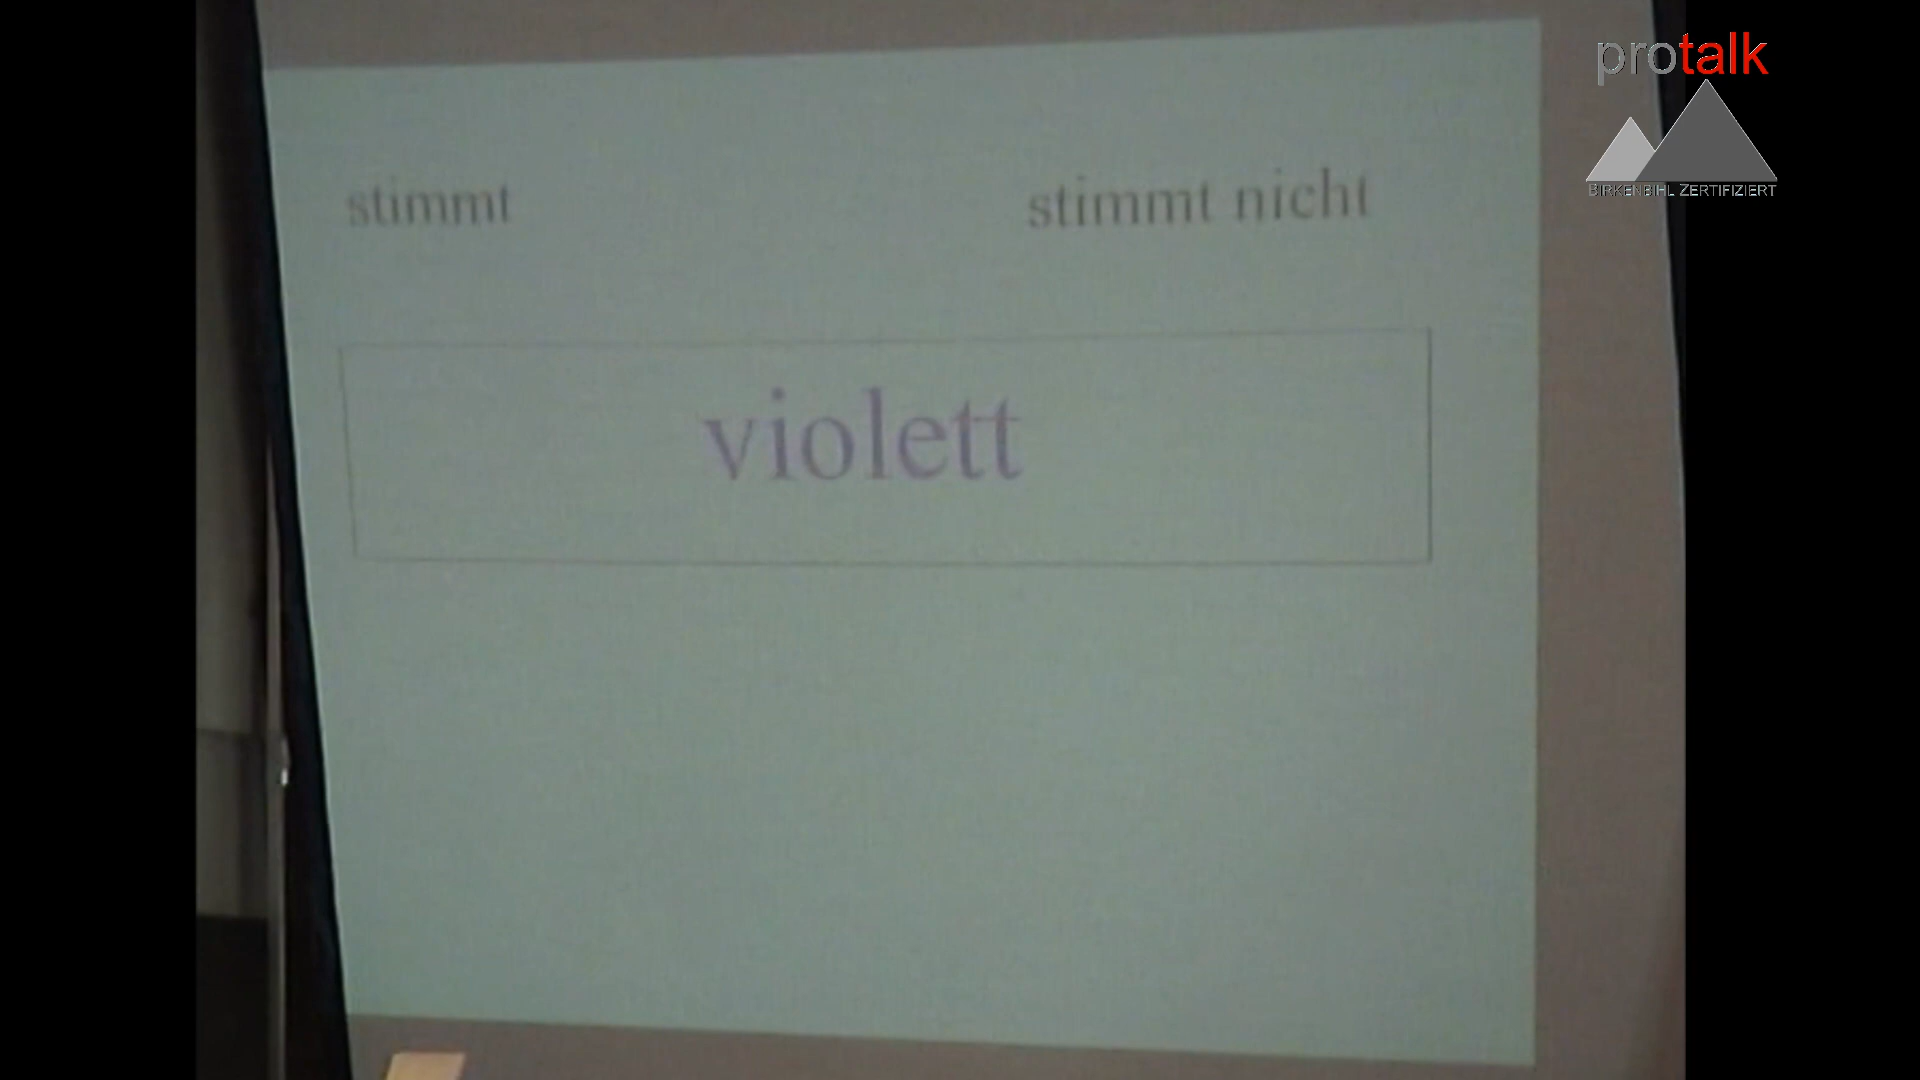 protalk
BIRKENBIHL ZERTIFIZIERT
stimmt
stimmt nicht
violett